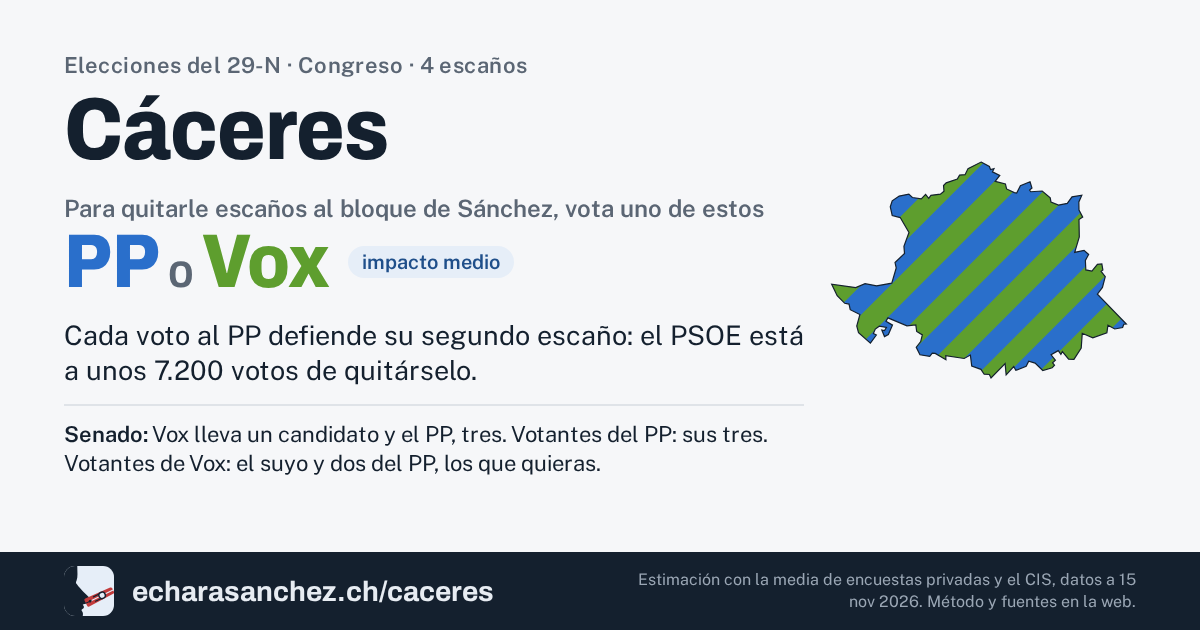 Elecciones del 29-N · Congreso · 4 escaños
Cáceres
Para quitarle escaños al bloque de Sánchez, vota uno de estos
PP o Vox impacto medio
Cada voto al PP defiende su segundo escaño: el PSOE está
a unos 7.200 votos de quitárselo.
Senado: Vox lleva un candidato y el PP, tres. Votantes del PP: sus tres.
Votantes de Vox: el suyo y dos del PP, los que quieras.
echarasanchez.ch/caceres
Estimación con la media de encuestas privadas y el CIS, datos a 15
nov 2026. Método y fuentes en la web.